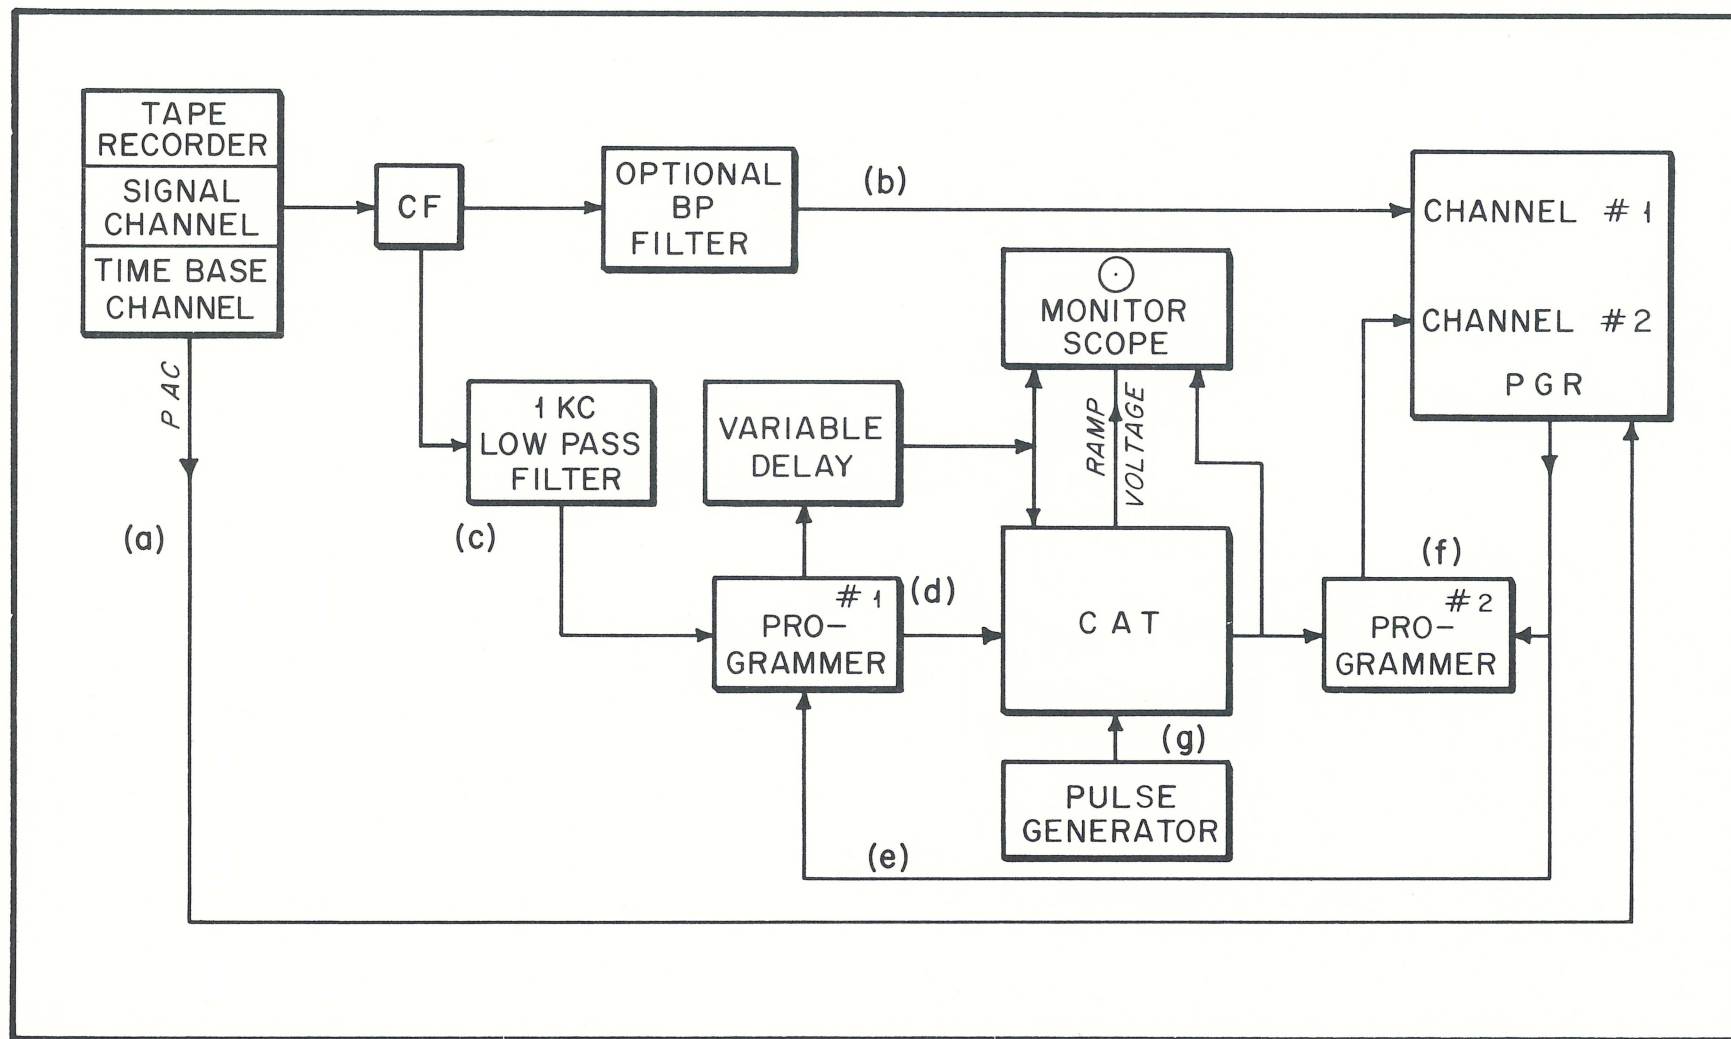 TAPE
RECORDER
SIGNAL
CHANNEL
TIME BASE
CHANNEL
PAC
(a)
CF
OPTIONAL
BP
FILTER
(b)
1 KC
LOW PASS
FILTER
(c)
VARIABLE
DELAY
#1
PRO-
GRAMMER
(d)
MONITOR
SCOPE
RAMP
VOLTAGE
CAT
(g)
PULSE
GENERATOR
(e)
CHANNEL #1
CHANNEL #2
PGR
(f)
#2
PRO-
GRAMMER